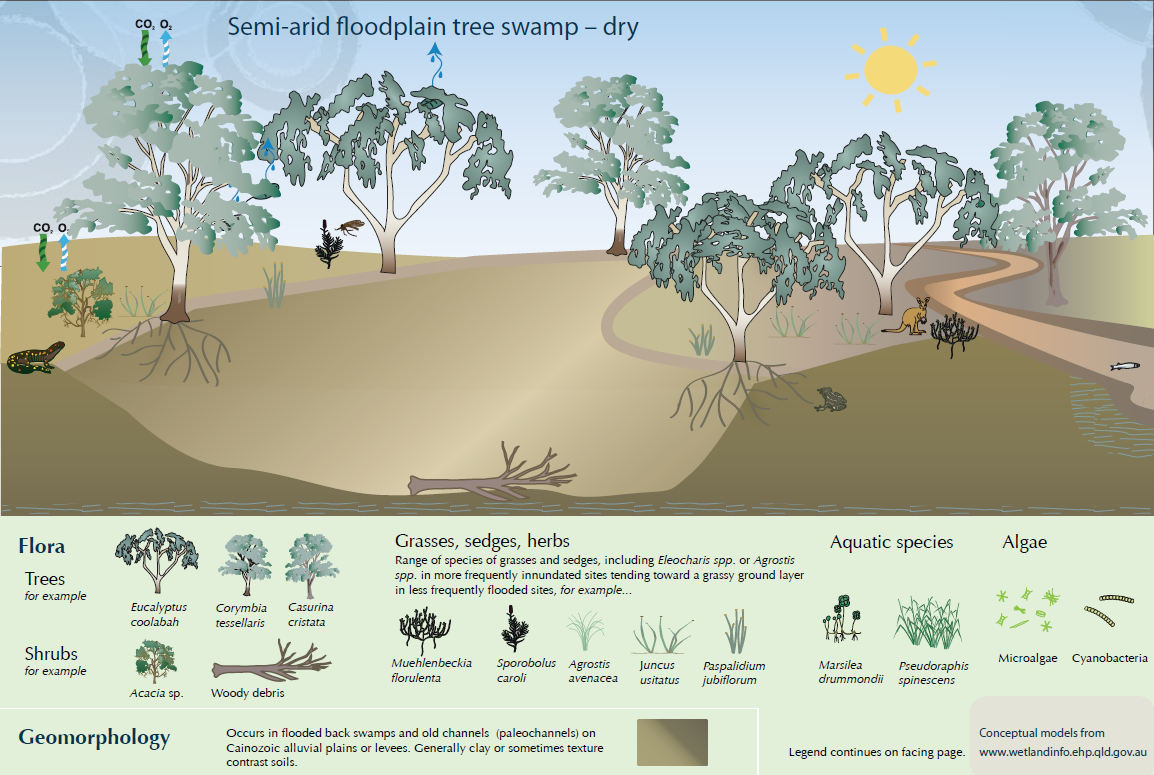 Semi-arid floodplain tree swamp – dry
CO₂ O₂
CO₂ O
Flora
Trees
for example
Eucalyptus
coolabah
Corymbia
tessellaris
Casurina
cristata
Shrubs
for example
Acacia sp.
Woody debris
Grasses, sedges, herbs
Range of species of grasses and sedges, including Eleocharis spp. or Agrostis
spp. in more frequently innundated sites tending toward a grassy ground layer
in less frequently flooded sites, for example...
Muehlenbeckia
florulenta
Sporobolus
caroli
Agrostis
avenacea
Juncus
usitatus
Paspalidium
jubiflorum
Aquatic species
Marsilea
drummondii
Pseudoraphis
spinescens
Algae
Microalgae
Cyanobacteria
Geomorphology
Occurs in flooded back swamps and old channels (paleochannels) on
Cainozoic alluvial plains or levees. Generally clay or sometimes texture
contrast soils.
Legend continues on facing page.
Conceptual models from
www.wetlandinfo.ehp.qld.gov.au